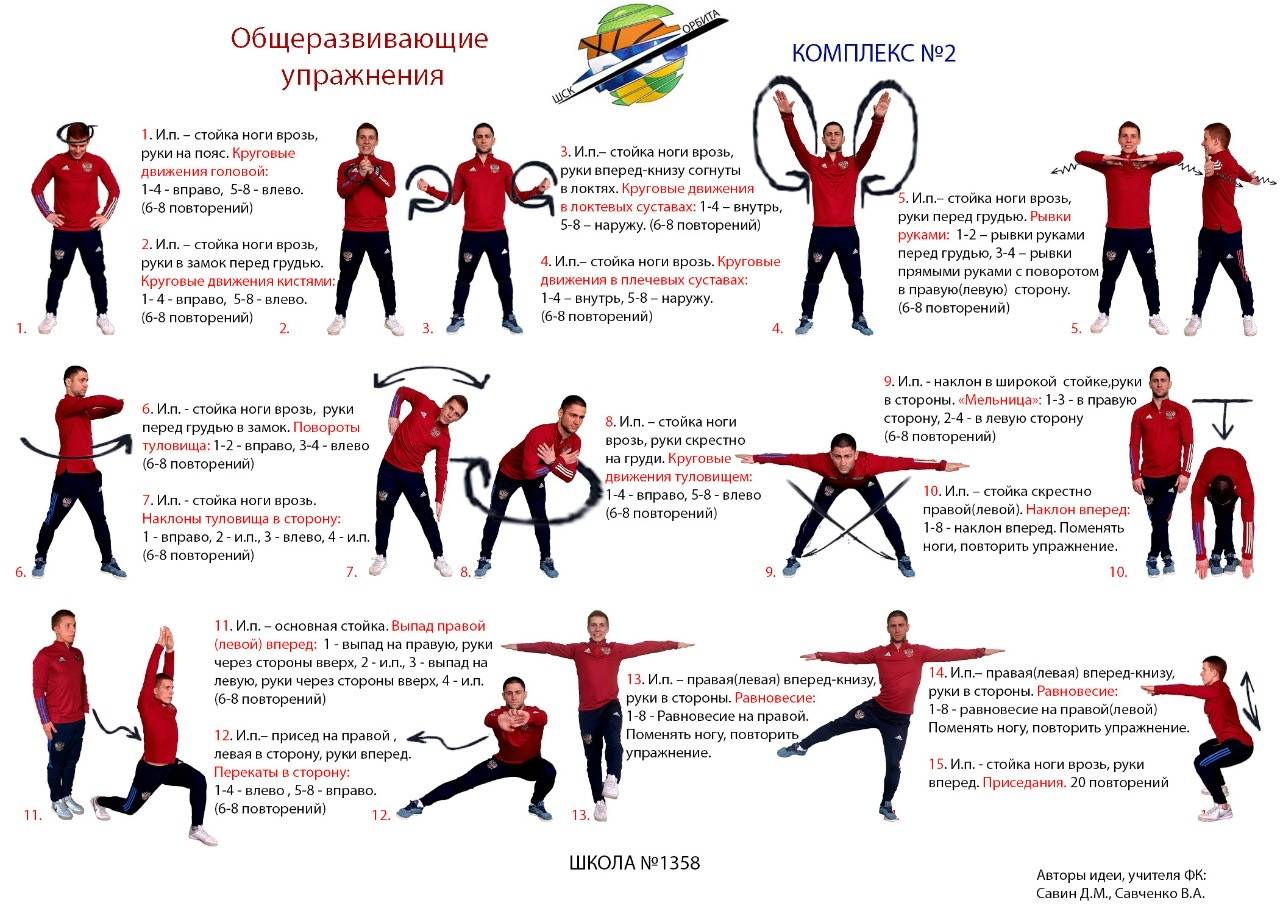 Общеразвивающие
упражнения
ШСК
ОРБИТА
КОМПЛЕКС №2
1. И.п. – стойка ноги врозь,
руки на пояс. Круговые
движения головой:
1-4 - вправо, 5-8 - влево.
(6-8 повторений)
1.
2. И.п. – стойка ноги врозь,
руки в замок перед грудью.
Круговые движения кистями:
1- 4 - вправо, 5-8 - влево.
(6-8 повторений)
2.
3. И.п.– стойка ноги врозь,
руки вперед-книзу согнуты
в локтях. Круговые движения
в локтевых суставах: 1-4 – внутрь,
5-8 – наружу. (6-8 повторений)
3.
4. И.п.– стойка ноги врозь. Круговые
движения в плечевых суставах:
1-4 – внутрь, 5-8 – наружу.
(6-8 повторений)
4.
5. И.п.– стойка ноги врозь,
руки перед грудью. Рывки
руками: 1-2 – рывки руками
перед грудью, 3-4 – рывки
прямыми руками с поворотом
в правую(левую) сторону.
(6-8 повторений)
5.
6. И.п. - стойка ноги врозь, руки
перед грудью в замок. Повороты
туловища: 1-2 - вправо, 3-4 – влево
(6-8 повторений)
6.
7. И.п. - стойка ноги врозь.
Наклоны туловища в сторону:
1 - вправо, 2 - и.п., 3 – влево, 4 - и.п.
(6-8 повторений)
7.
8. И.п. – стойка ноги
врозь, руки скрестно
на груди. Круговые
движения туловищем:
1-4 - вправо, 5-8 – влево
(6-8 повторений)
8.
9. И.п. - наклон в широкой стойке,руки
в стороны. «Мельница»: 1-3 - в правую
сторону, 2-4 - в левую сторону
(6-8 повторений)
9.
10. И.п. – стойка скрестно
правой(левой). Наклон вперед:
1-8 - наклон вперед. Поменять
ноги, повторить упражнение.
10.
11. И.п. – основная стойка. Выпад правой
(левой) вперед: 1 - выпад на правую, руки
через стороны вверх, 2 - и.п., 3 - выпад на
левую, руки через стороны вверх, 4 - и.п.
(6-8 повторений)
11.
12. И.п.– присед на правой ,
левая в сторону, руки вперед.
Перекаты в сторону:
1-4 - влево , 5-8 - вправо.
(6-8 повторений)
12.
13. И.п. – правая(левая) вперед-книзу,
руки в стороны. Равновесие:
1-8 - Равновесие на правой.
Поменять ногу, повторить
упражнение.
13.
14. И.п.– правая(левая) вперед-книзу,
руки в стороны. Равновесие:
1-8 - равновесие на правой(левой)
Поменять ногу, повторить упражнение.
15. И.п. - стойка ноги врозь, руки
вперед. Приседания. 20 повторений
ШКОЛА №1358
Авторы идеи, учителя ФК:
Савин Д.М., Савченко В.А.